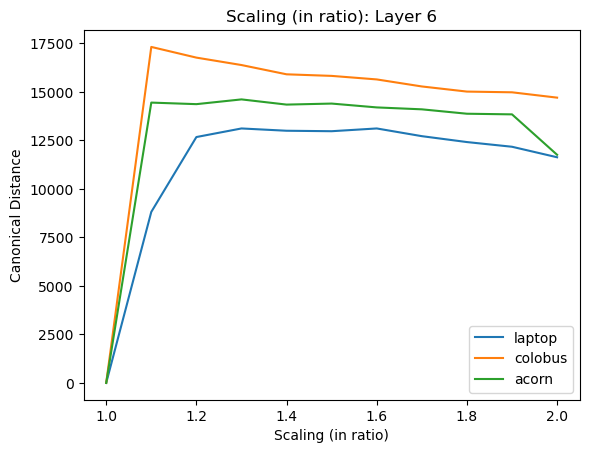 Scaling (in ratio): Layer 6
17500
15000
12500
10000
7500
5000
2500
0
Canonical Distance
1.0 1.2 1.4 1.6 1.8 2.0
Scaling (in ratio)
laptop
colobus
acorn